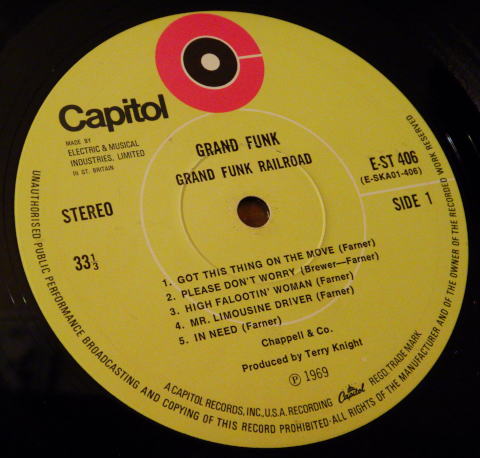 Capitol
MADE BY
ELECTRIC & MUSICAL
INDUSTRIES, LIMITED
IN GT. BRITAIN
GRAND FUNK
GRAND FUNK RAILROAD
E-ST 406
(E-SKA01-406)
STEREO
SIDE 1
33 1/3
1. GOT THIS THING ON THE MOVE (Farner)
2. PLEASE DON'T WORRY (Brewer—Farner)
3. HIGH FALOOTIN' WOMAN (Farner)
4. MR. LIMOUSINE DRIVER (Farner)
5. IN NEED (Farner)
Chappell & Co.
Produced by Terry Knight
Ⓟ 1969
A CAPITOL RECORDS, INC., U.S.A. RECORDING Capitol REGD. TRADE MARK
UNAUTHORISED PUBLIC PERFORMANCE BROADCASTING AND COPYING OF THIS RECORD PROHIBITED-ALL RIGHTS OF THE MANUFACTURER AND OF THE OWNER OF THE RECORDED WORK RESERVED